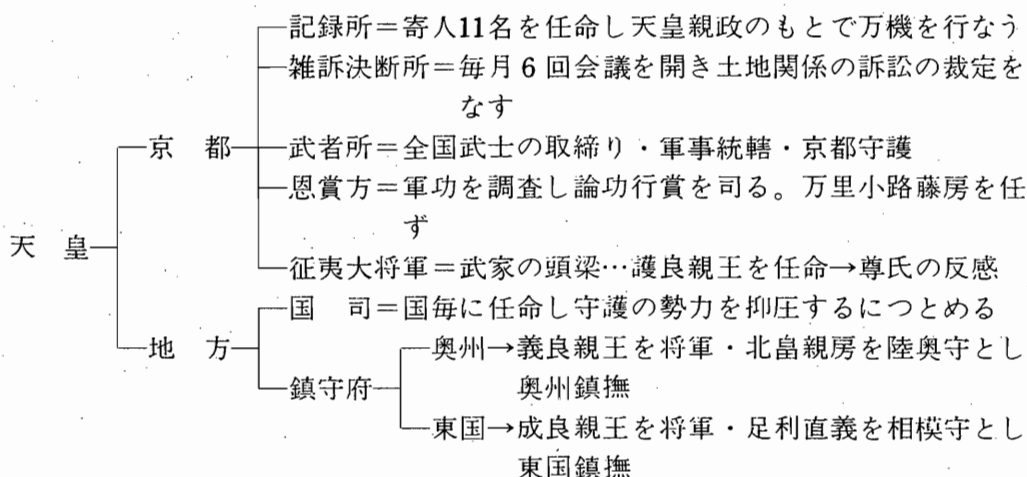 記録所＝寄人11名を任命し天皇親政のもとで万機を行なう
雑訴決断所＝毎月6回会議を開き土地関係の訴訟の裁定を
なす
京　都
武者所＝全国武士の取締り・軍事統轄・京都守護
恩賞方＝軍功を調査し論功行賞を司る。万里小路藤房を任
ず
天　皇
征夷大将軍＝武家の頭梁…護良親王を任命→尊氏の反感
国　司＝国毎に任命し守護の勢力を抑圧するにつとめる
地　方
奥州→義良親王を将軍・北畠親房を陸奥守とし
奥州鎮撫
鎮守府
東国→成良親王を将軍・足利直義を相模守とし
東国鎮撫